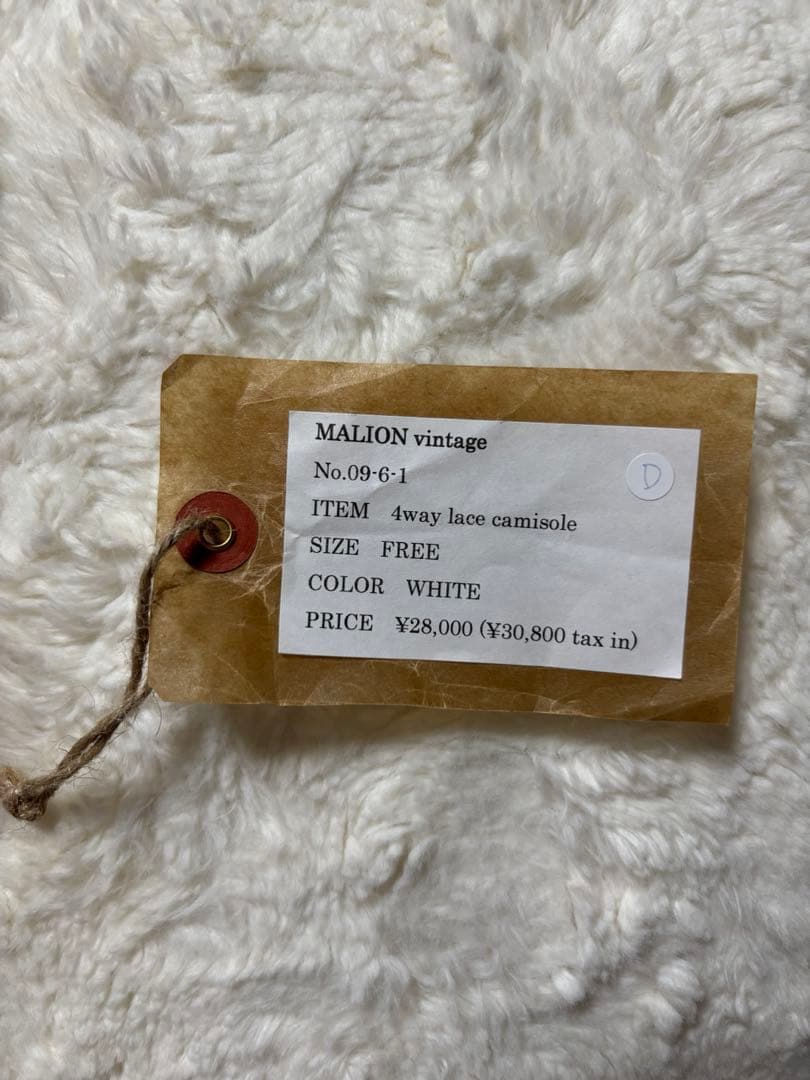 MALION vintage
No.09-6-1
D
ITEM 4way lace camisole
SIZE FREE
COLOR WHITE
PRICE ¥28,000 (¥30,800 tax in)